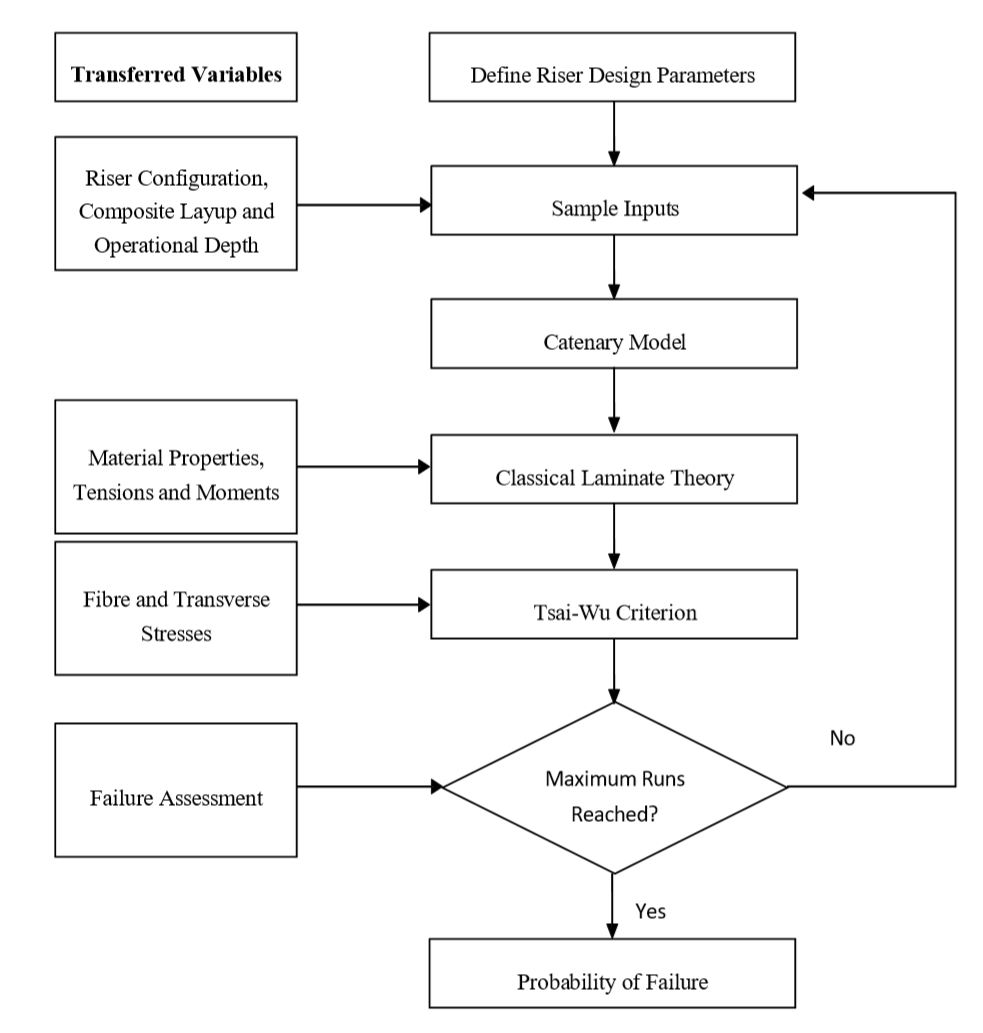 Transferred Variables
Define Riser Design Parameters
Riser Configuration,
Composite Layup and
Operational Depth
Sample Inputs
Catenary Model
Material Properties,
Tensions and Moments
Classical Laminate Theory
Fibre and Transverse
Stresses
Tsai-Wu Criterion
Failure Assessment
Maximum Runs
Reached?
No
Yes
Probability of Failure